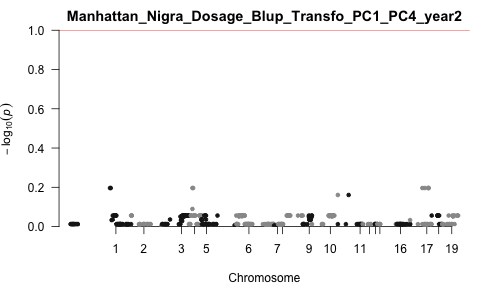 Manhattan_Nigra_Dosage_Blup_Transfo_PC1_PC4_year2
1.0
0.8
0.6
0.4
0.2
0.0
− log10(p)
1 2 3 5 6 7 9 10 11 16 17 19
Chromosome